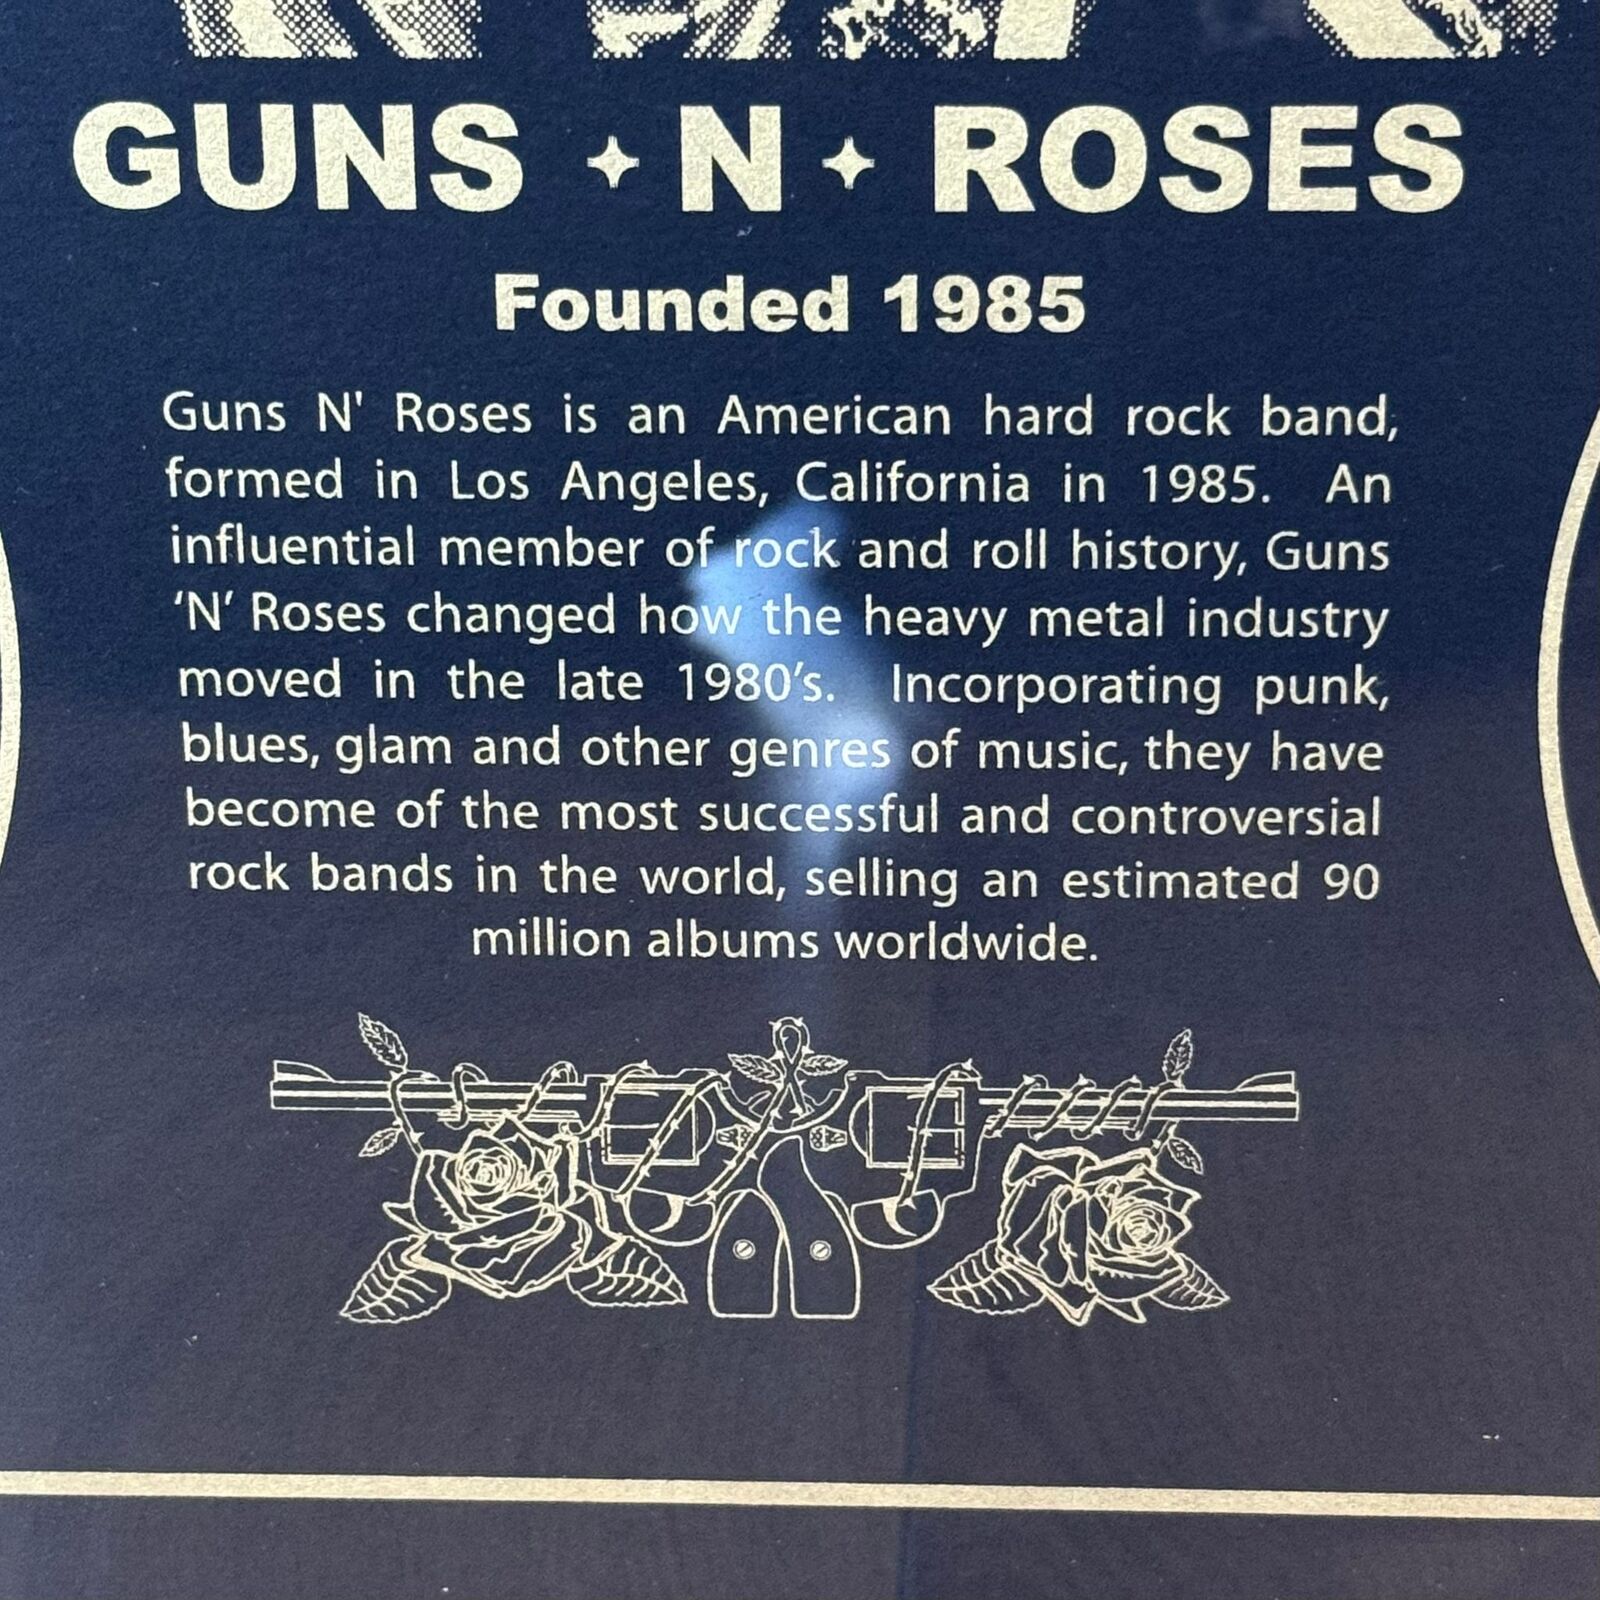 GUNS ✦ N ✦ ROSES
Founded 1985
Guns N' Roses is an American hard rock band,
formed in Los Angeles, California in 1985. An
influential member of rock and roll history, Guns
‘N’ Roses changed how the heavy metal industry
moved in the late 1980’s. Incorporating punk,
blues, glam and other genres of music, they have
become of the most successful and controversial
rock bands in the world, selling an estimated 90
million albums worldwide.